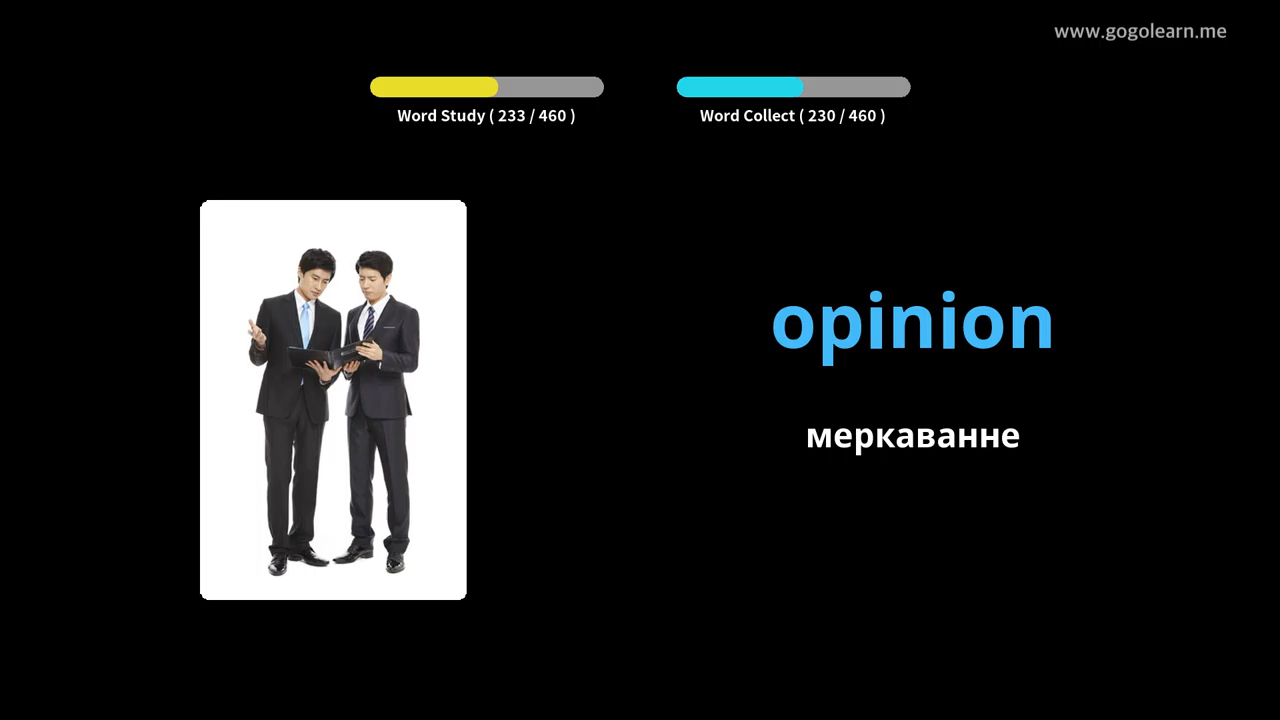 www.gogolearn.me
Word Study ( 233 / 460 )
Word Collect ( 230 / 460 )
opinion
меркаванне